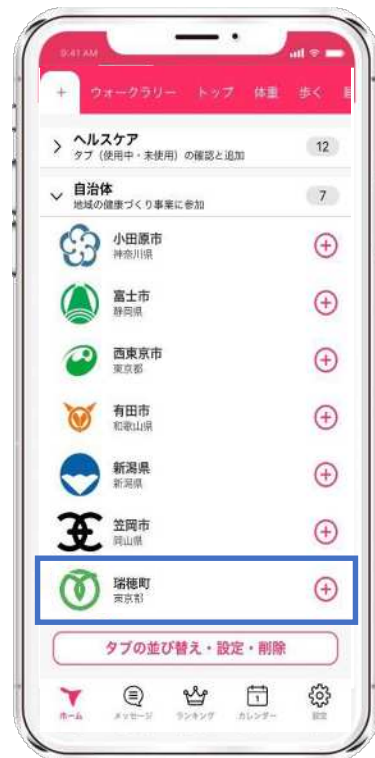 9:41 AM
+ ウォークラリー トップ 体重 歩く
ヘルスケア
タブ（使用中・未使用）の確認と追加
12
自治体
地域の健康づくり事業に参加
7
小田原市
神奈川県
富士市
静岡県
西東京市
東京都
有田市
和歌山県
新潟県
新潟県
笠岡市
岡山県
瑞穂町
東京都
タブの並び替え・設定・削除
1
ホーム メッセージ ランキング カレンダー 設定